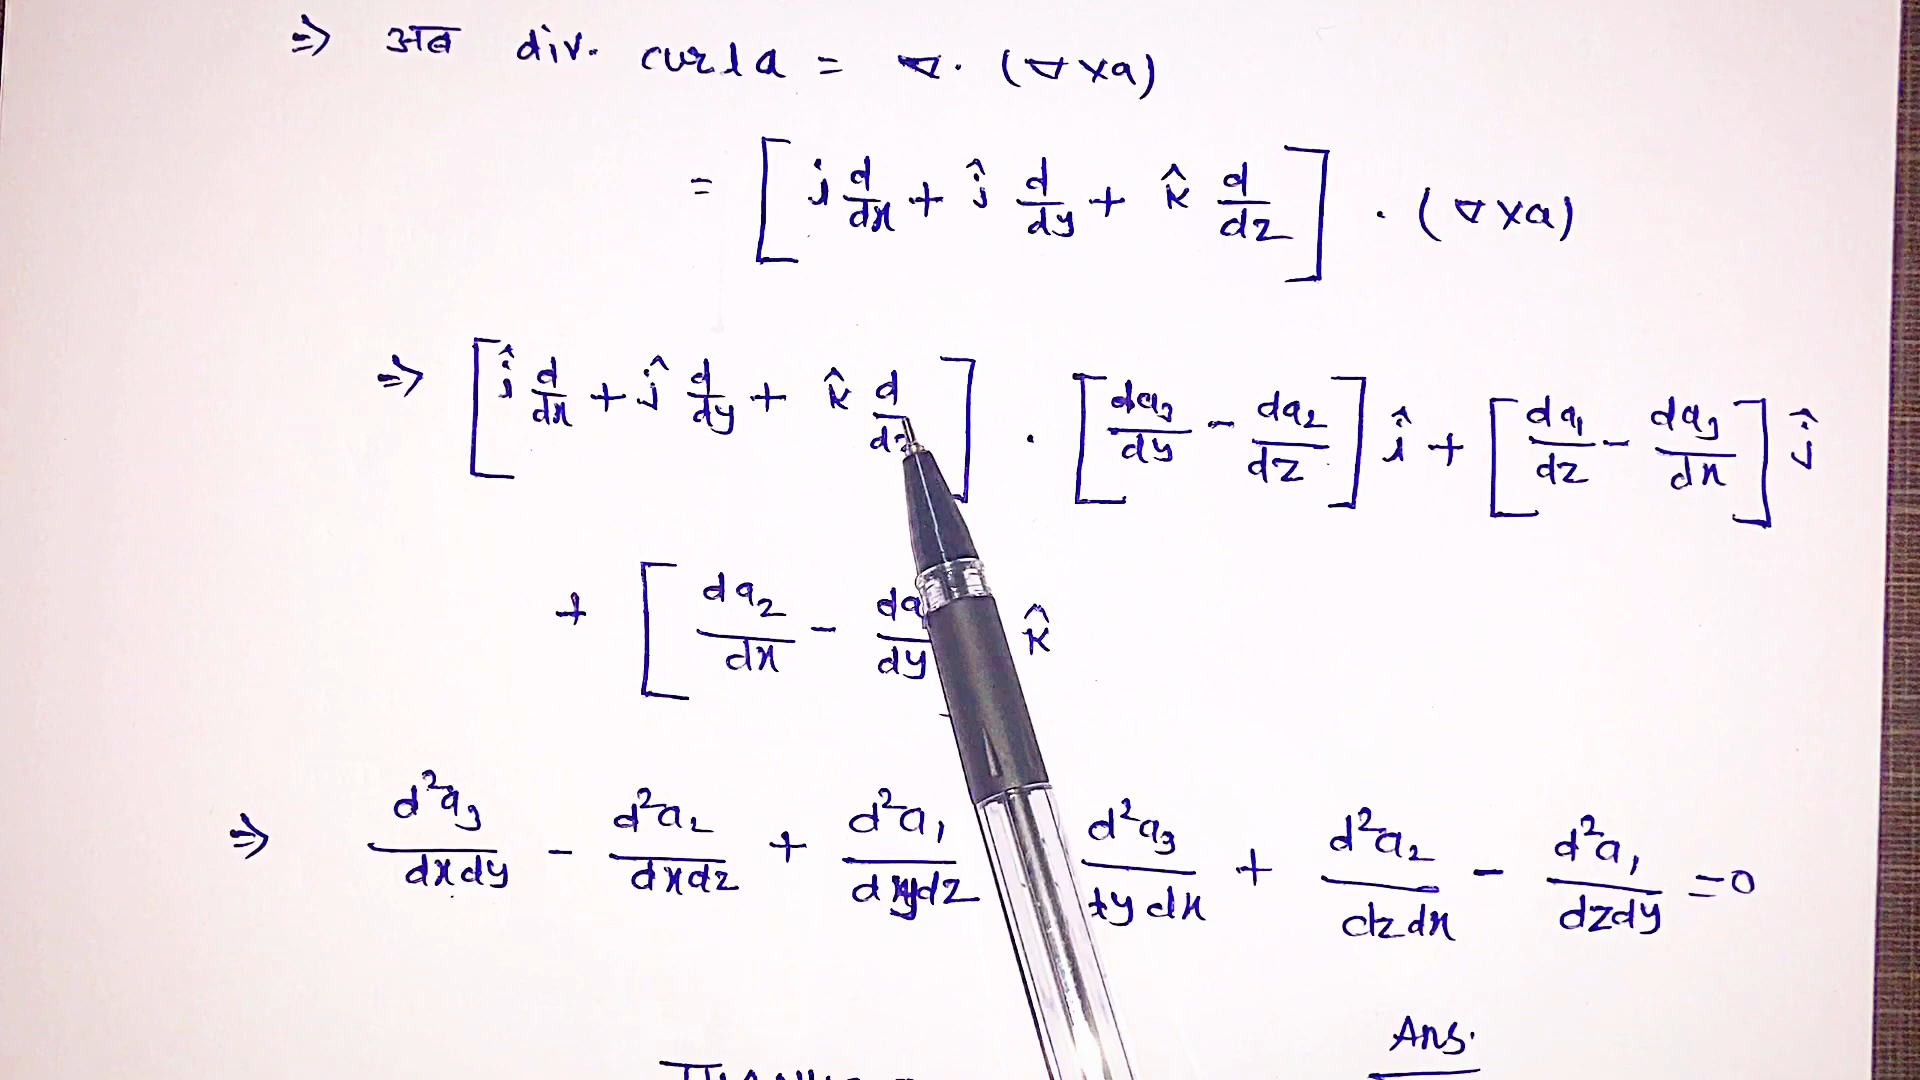 ⇒ अब div. curl a = ∇. (∇×a)
= [i d/dx + ĵ d/dy + k̂ d/dz] . (∇×a)
⇒ [î d/dx + ĵ d/dy + k̂ d/dz] . [da₃/dy - da₂/dz] î + [da₁/dz - da₃/dx] ĵ
+ [da₂/dx - da/dy k̂
⇒ d²a₃/dxdy - d²a₂/dxdz + d²a₁/dydz d²a₃/dydx + d²a₂/dzdx - d²a₁/dzdy =0
Ans.